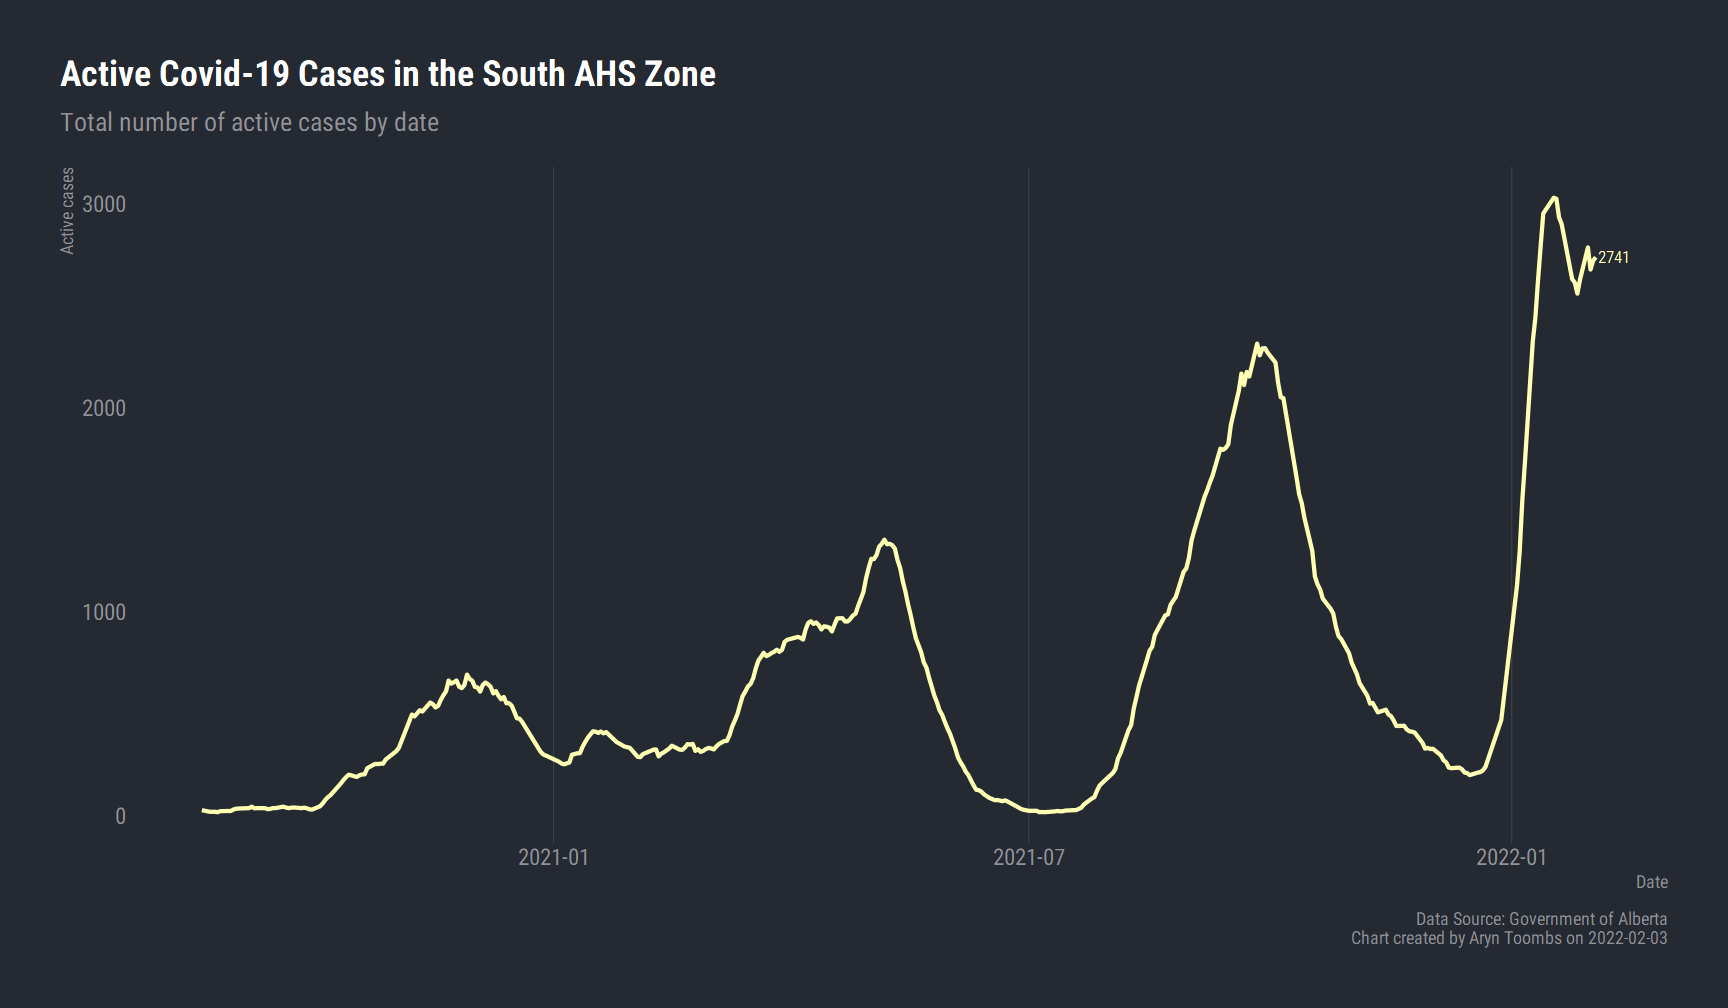 Active Covid-19 Cases in the South AHS Zone
Total number of active cases by date
Active cases
3000
2000
1000
0
2741
2021-01
2021-07
2022-01
Date
Data Source: Government of Alberta
Chart created by Aryn Toombs on 2022-02-03